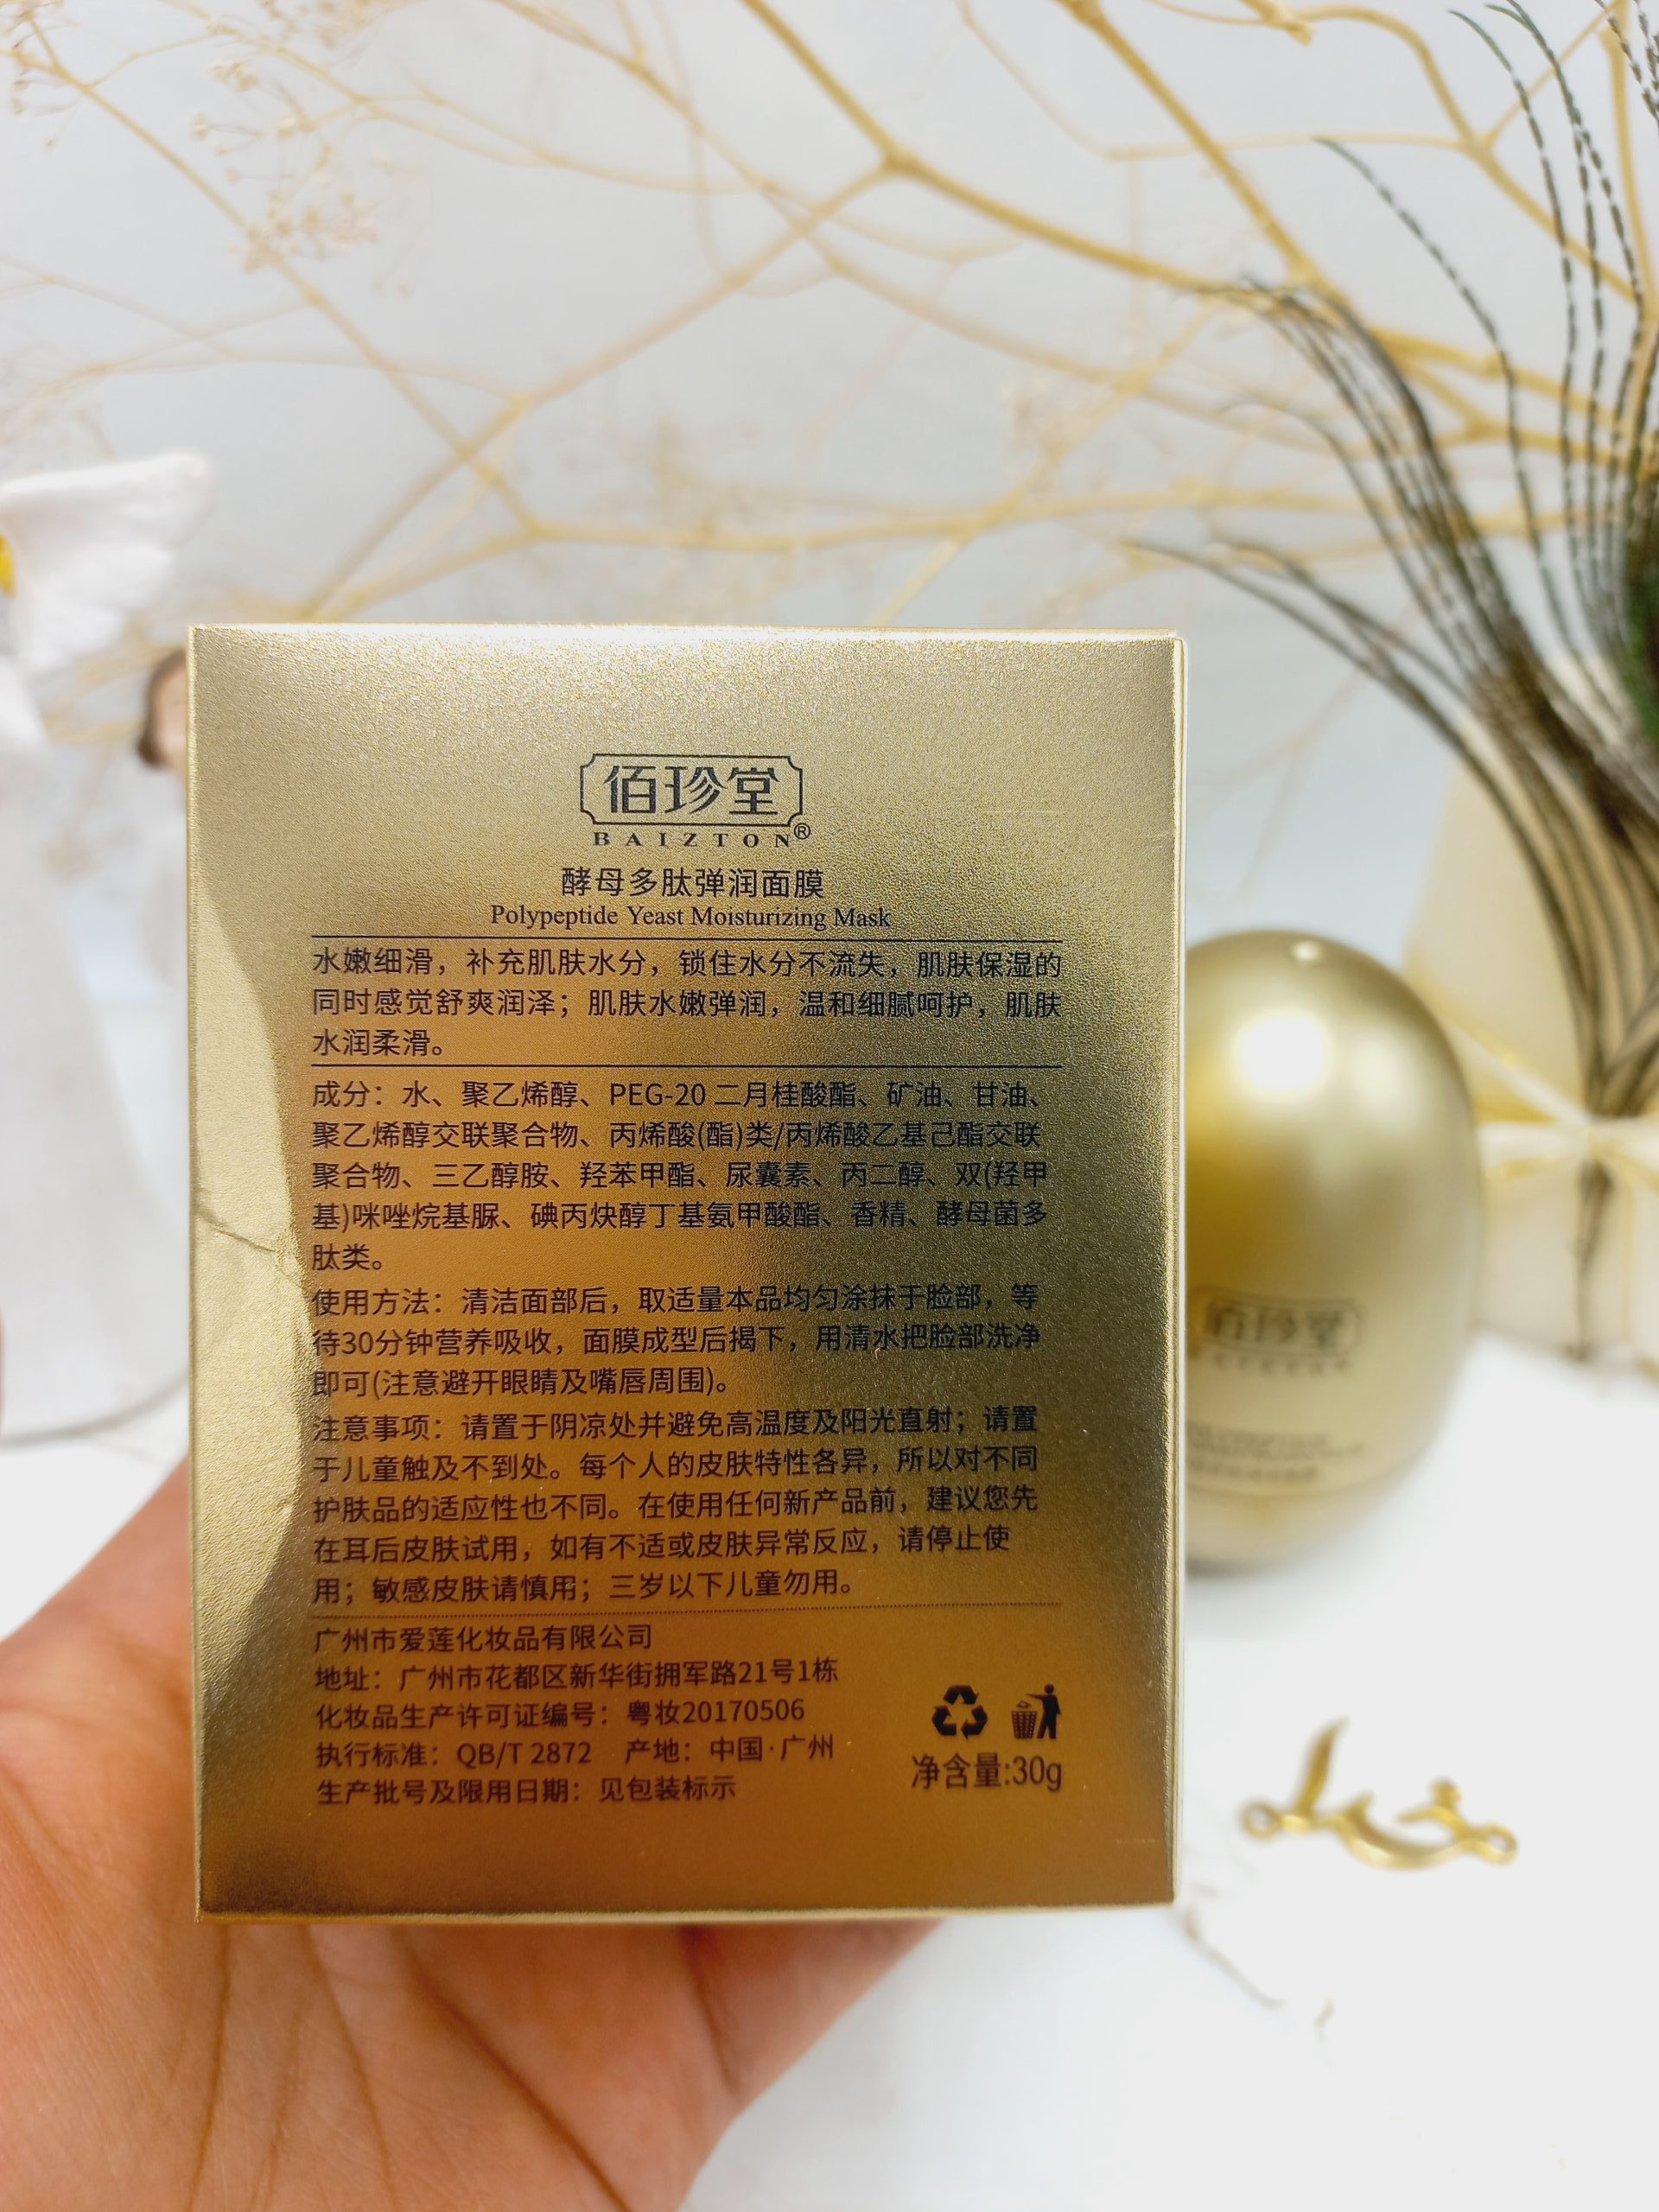 佰珍堂
BAIZTON®
酵母多肽弹润面膜
Polypeptide Yeast Moisturizing Mask
水嫩细滑，补充肌肤水分，锁住水分不流失，肌肤保湿的
同时感觉舒爽润泽；肌肤水嫩弹润，温和细腻呵护，肌肤
水润柔滑。
成分：水、聚乙烯醇、PEG-20 二月桂酸酯、矿油、甘油、
聚乙烯醇交联聚合物、丙烯酸(酯)类/丙烯酸乙基己酯交联
聚合物、三乙醇胺、羟苯甲酯、尿囊素、丙二醇、双(羟甲
基)咪唑烷基脲、碘丙炔醇丁基氨甲酸酯、香精、酵母菌多
肽类。
使用方法：清洁面部后，取适量本品均匀涂抹于脸部，等
待30分钟营养吸收，面膜成型后揭下，用清水把脸部洗净
即可(注意避开眼睛及嘴唇周围)。
注意事项：请置于阴凉处并避免高温度及阳光直射；请置
于儿童触及不到处。每个人的皮肤特性各异，所以对不同
护肤品的适应性也不同。在使用任何新产品前，建议您先
在耳后皮肤试用，如有不适或皮肤异常反应，请停止使
用；敏感皮肤请慎用；三岁以下儿童勿用。
广州市爱莲化妆品有限公司
地址：广州市花都区新华街拥军路21号1栋
化妆品生产许可证编号：粤妆20170506
执行标准：QB/T 2872 产地：中国·广州
生产批号及限用日期：见包装标示
净含量:30g
佰珍堂